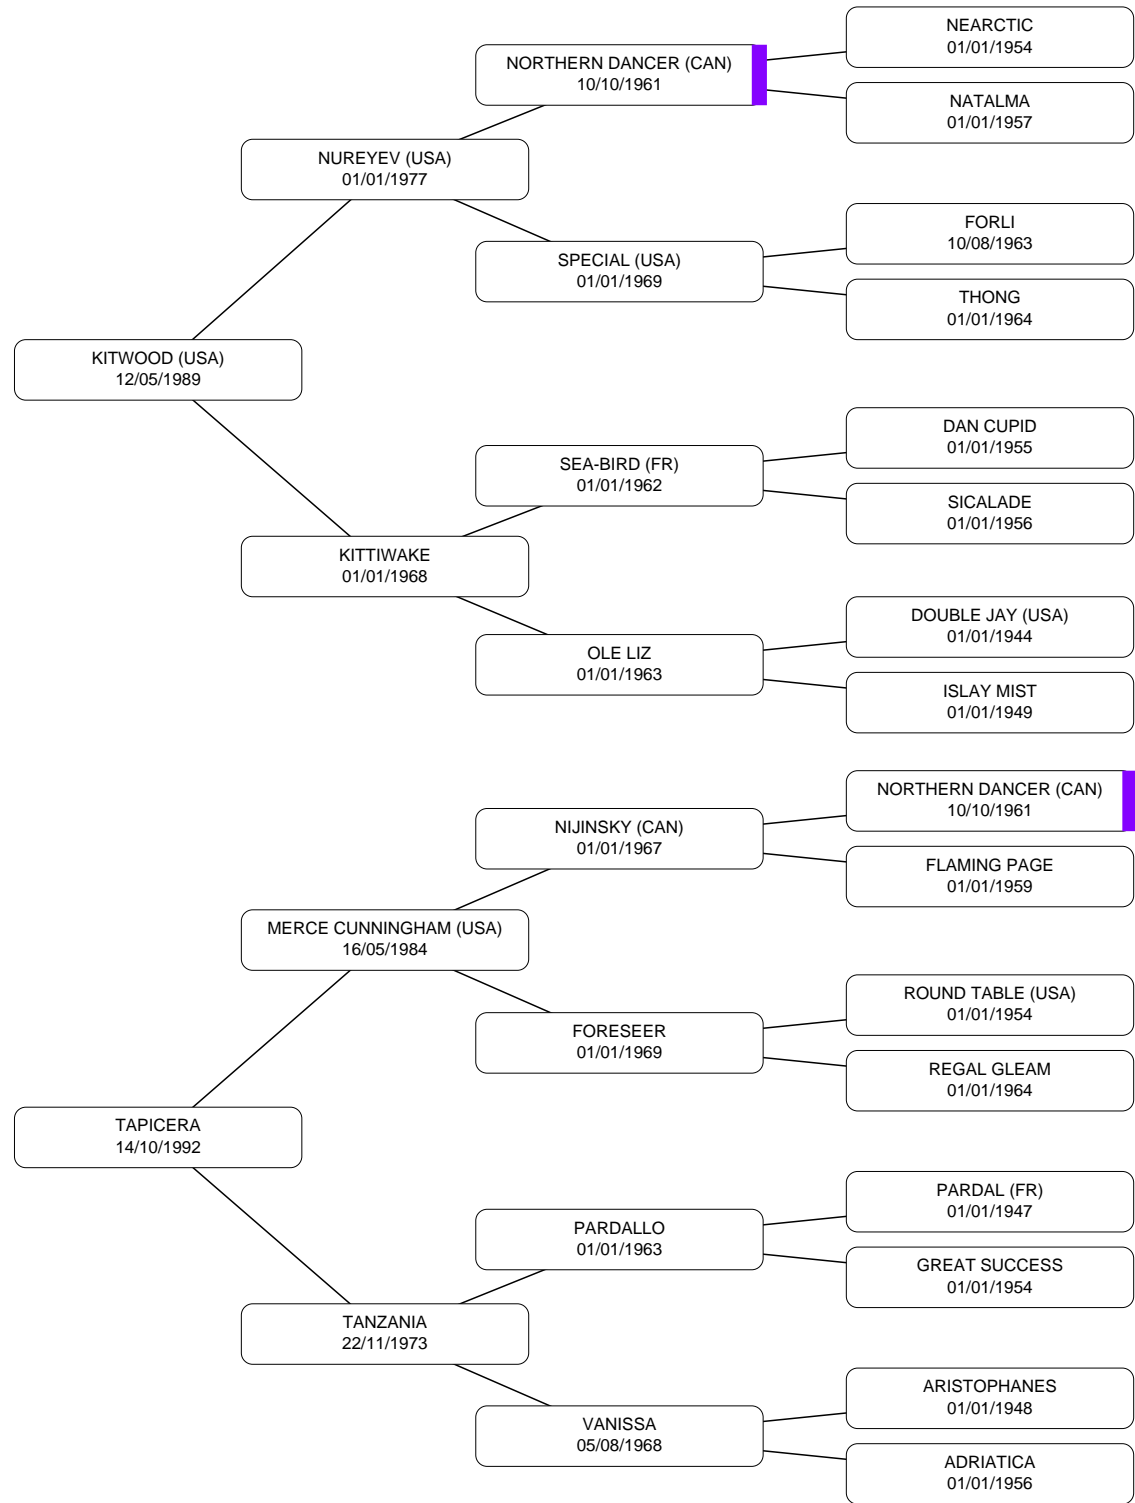 NEARCTIC
01/01/1954
NORTHERN DANCER (CAN)
10/10/1961
NATALMA
01/01/1957
NUREYEV (USA)
01/01/1977
FORLI
10/08/1963
SPECIAL (USA)
01/01/1969
THONG
01/01/1964
KITWOOD (USA)
12/05/1989
DAN CUPID
01/01/1955
SEA-BIRD (FR)
01/01/1962
SICALADE
01/01/1956
KITTIWAKE
01/01/1968
DOUBLE JAY (USA)
01/01/1944
OLE LIZ
01/01/1963
ISLAY MIST
01/01/1949
NORTHERN DANCER (CAN)
10/10/1961
NIJINSKY (CAN)
01/01/1967
FLAMING PAGE
01/01/1959
MERCE CUNNINGHAM (USA)
16/05/1984
ROUND TABLE (USA)
01/01/1954
FORESEER
01/01/1969
REGAL GLEAM
01/01/1964
TAPICERA
14/10/1992
PARDAL (FR)
01/01/1947
PARDALLO
01/01/1963
GREAT SUCCESS
01/01/1954
TANZANIA
22/11/1973
ARISTOPHANES
01/01/1948
VANISSA
05/08/1968
ADRIATICA
01/01/1956